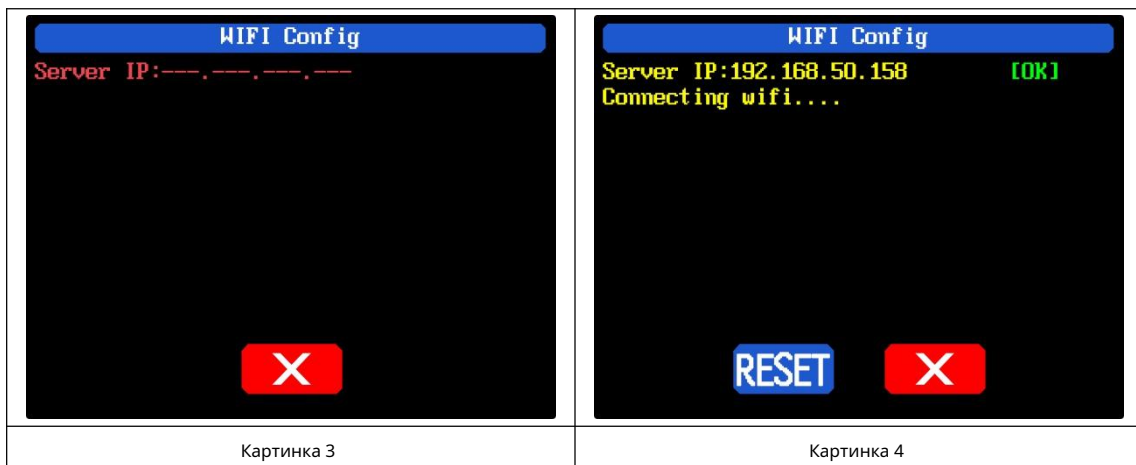 WIFI Config
Server IP:---.---.---.---
X
Картинка 3
WIFI Config
Server IP:192.168.50.158 [OK]
Connecting wifi....
RESET
X
Картинка 4